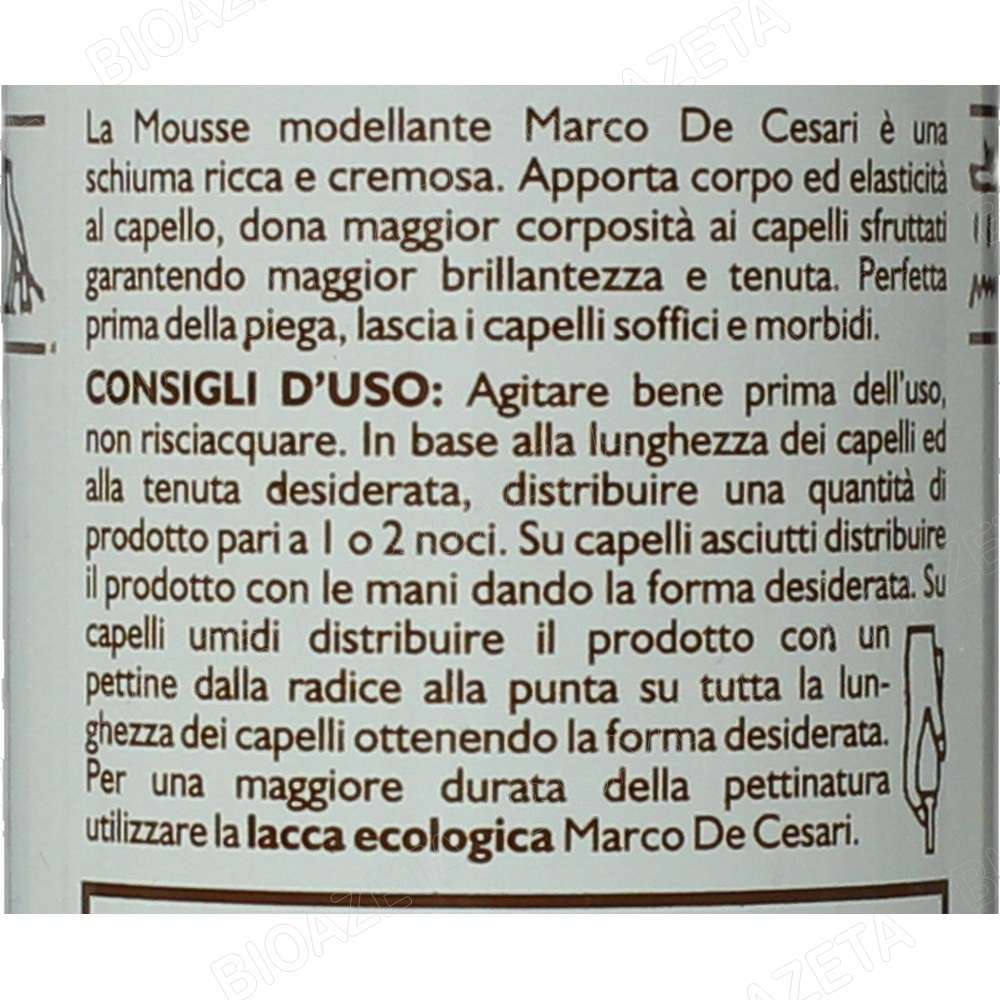 BIOAZETA
BIOAZETA
La Mousse modellante Marco De Cesari è una
schiuma ricca e cremosa. Apporta corpo ed elasticità
al capello, dona maggior corposità ai capelli sfruttati
garantendo maggior brillantezza e tenuta. Perfetta
prima della piega, lascia i capelli soffici e morbidi.
CONSIGLI D'USO: Agitare bene prima dell'uso,
non risciacquare. In base alla lunghezza dei capelli ed
alla tenuta desiderata, distribuire una quantità di
prodotto pari a 1 o 2 noci. Su capelli asciutti distribuire
il prodotto con le mani dando la forma desiderata. Su
capelli umidi distribuire il prodotto con un
pettine dalla radice alla punta su tutta la lun-
ghezza dei capelli ottenendo la forma desiderata.
Per una maggiore durata della pettinatura
utilizzare la lacca ecologica Marco De Cesari.
BIOAZETA
BIOAZETA